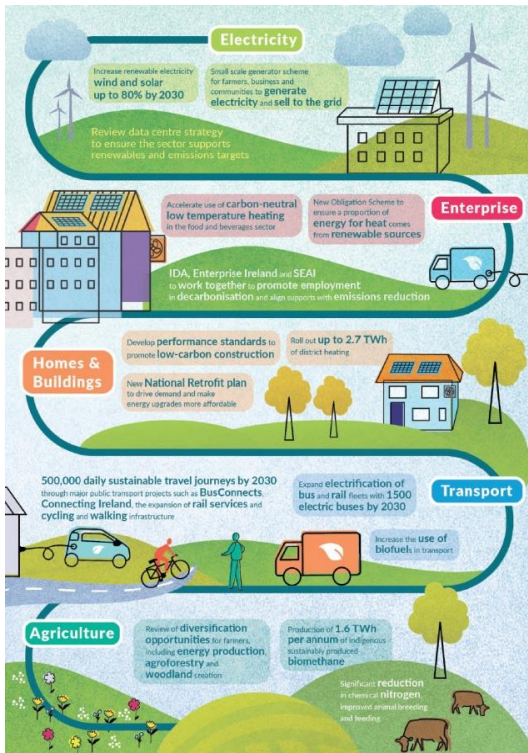 Electricity
Increase renewable electricity
wind and solar
up to 80% by 2030
Small scale generator scheme
for farmers, business and
communities to generate
electricity and sell to the grid
Review data centre strategy
to ensure the sector supports
renewables and emissions targets
Enterprise
Accelerate use of carbon-neutral
low temperature heating
in the food and beverages sector
New Obligation Scheme to
ensure a proportion of
energy for heat comes
from renewable sources
IDA, Enterprise Ireland and SEAI
to work together to promote employment
in decarbonisation and align supports with emissions reduction
Homes &
Buildings
Develop performance standards to
promote low-carbon construction
Roll out up to 2.7 TWh
of district heating
New National Retrofit plan
to drive demand and make
energy upgrades more affordable
Transport
500,000 daily sustainable travel journeys by 2030
through major public transport projects such as BusConnects,
Connecting Ireland, the expansion of rail services and
cycling and walking infrastructure
Expand electrification of
bus and rail fleets with 1500
electric buses by 2030
Increase the use of
biofuels in transport
Agriculture
Review of diversification
opportunities for farmers,
including energy production,
agroforestry and
woodland creation
Production of 1.6 TWh
per annum of indigenous
sustainably produced
biomethane
Significant reduction
in chemical nitrogen,
improved animal breeding
and feeding